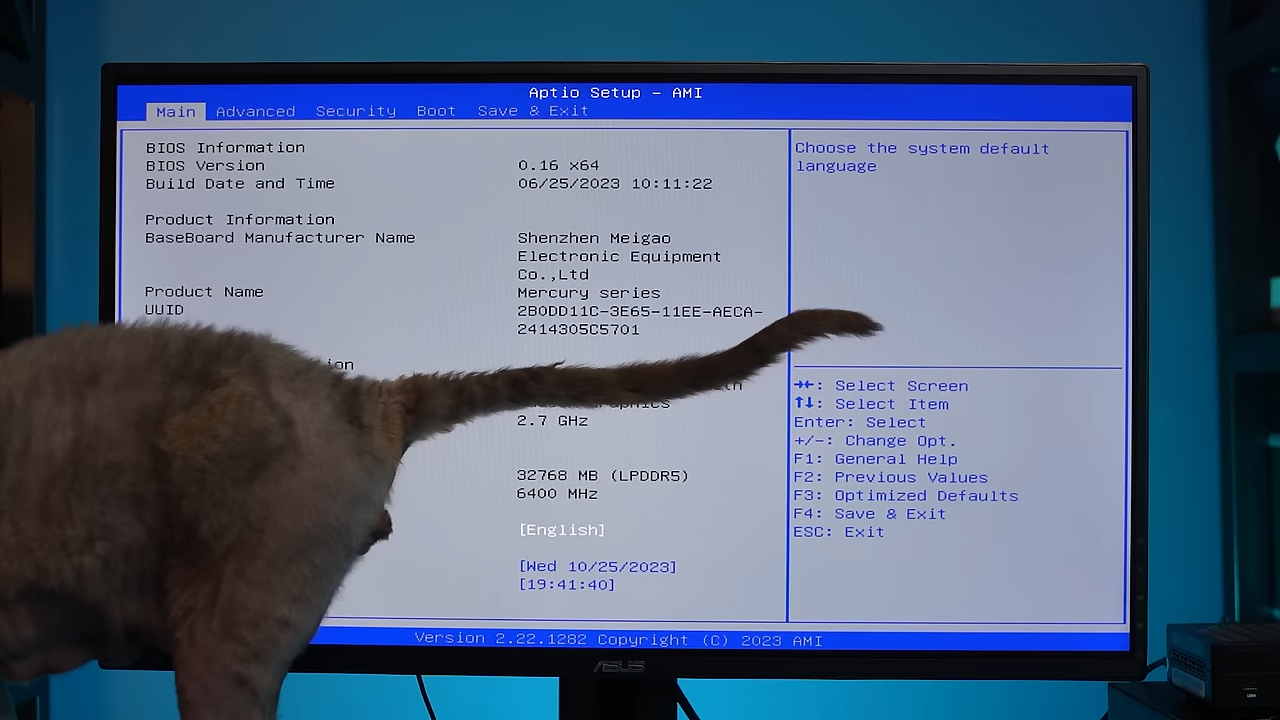 Aptio Setup - AMI
Main Advanced Security Boot Save & Exit
BIOS Information
BIOS Version 0.16 x64
Build Date and Time 06/25/2023 10:11:22
Product Information
BaseBoard Manufacturer Name Shenzhen Meigao
Electronic Equipment
Co.,Ltd
Product Name Mercury series
UUID 2B0DD11C-3E65-11EE-AECA-
2414305C5701
2.7 GHz
32768 MB (LPDDR5)
6400 MHz
[English]
[Wed 10/25/2023]
[19:41:40]
Choose the system default
language
→←: Select Screen
↑↓: Select Item
Enter: Select
+/-: Change Opt.
F1: General Help
F2: Previous Values
F3: Optimized Defaults
F4: Save & Exit
ESC: Exit
Version 2.22.1282 Copyright (C) 2023 AMI
ASUS